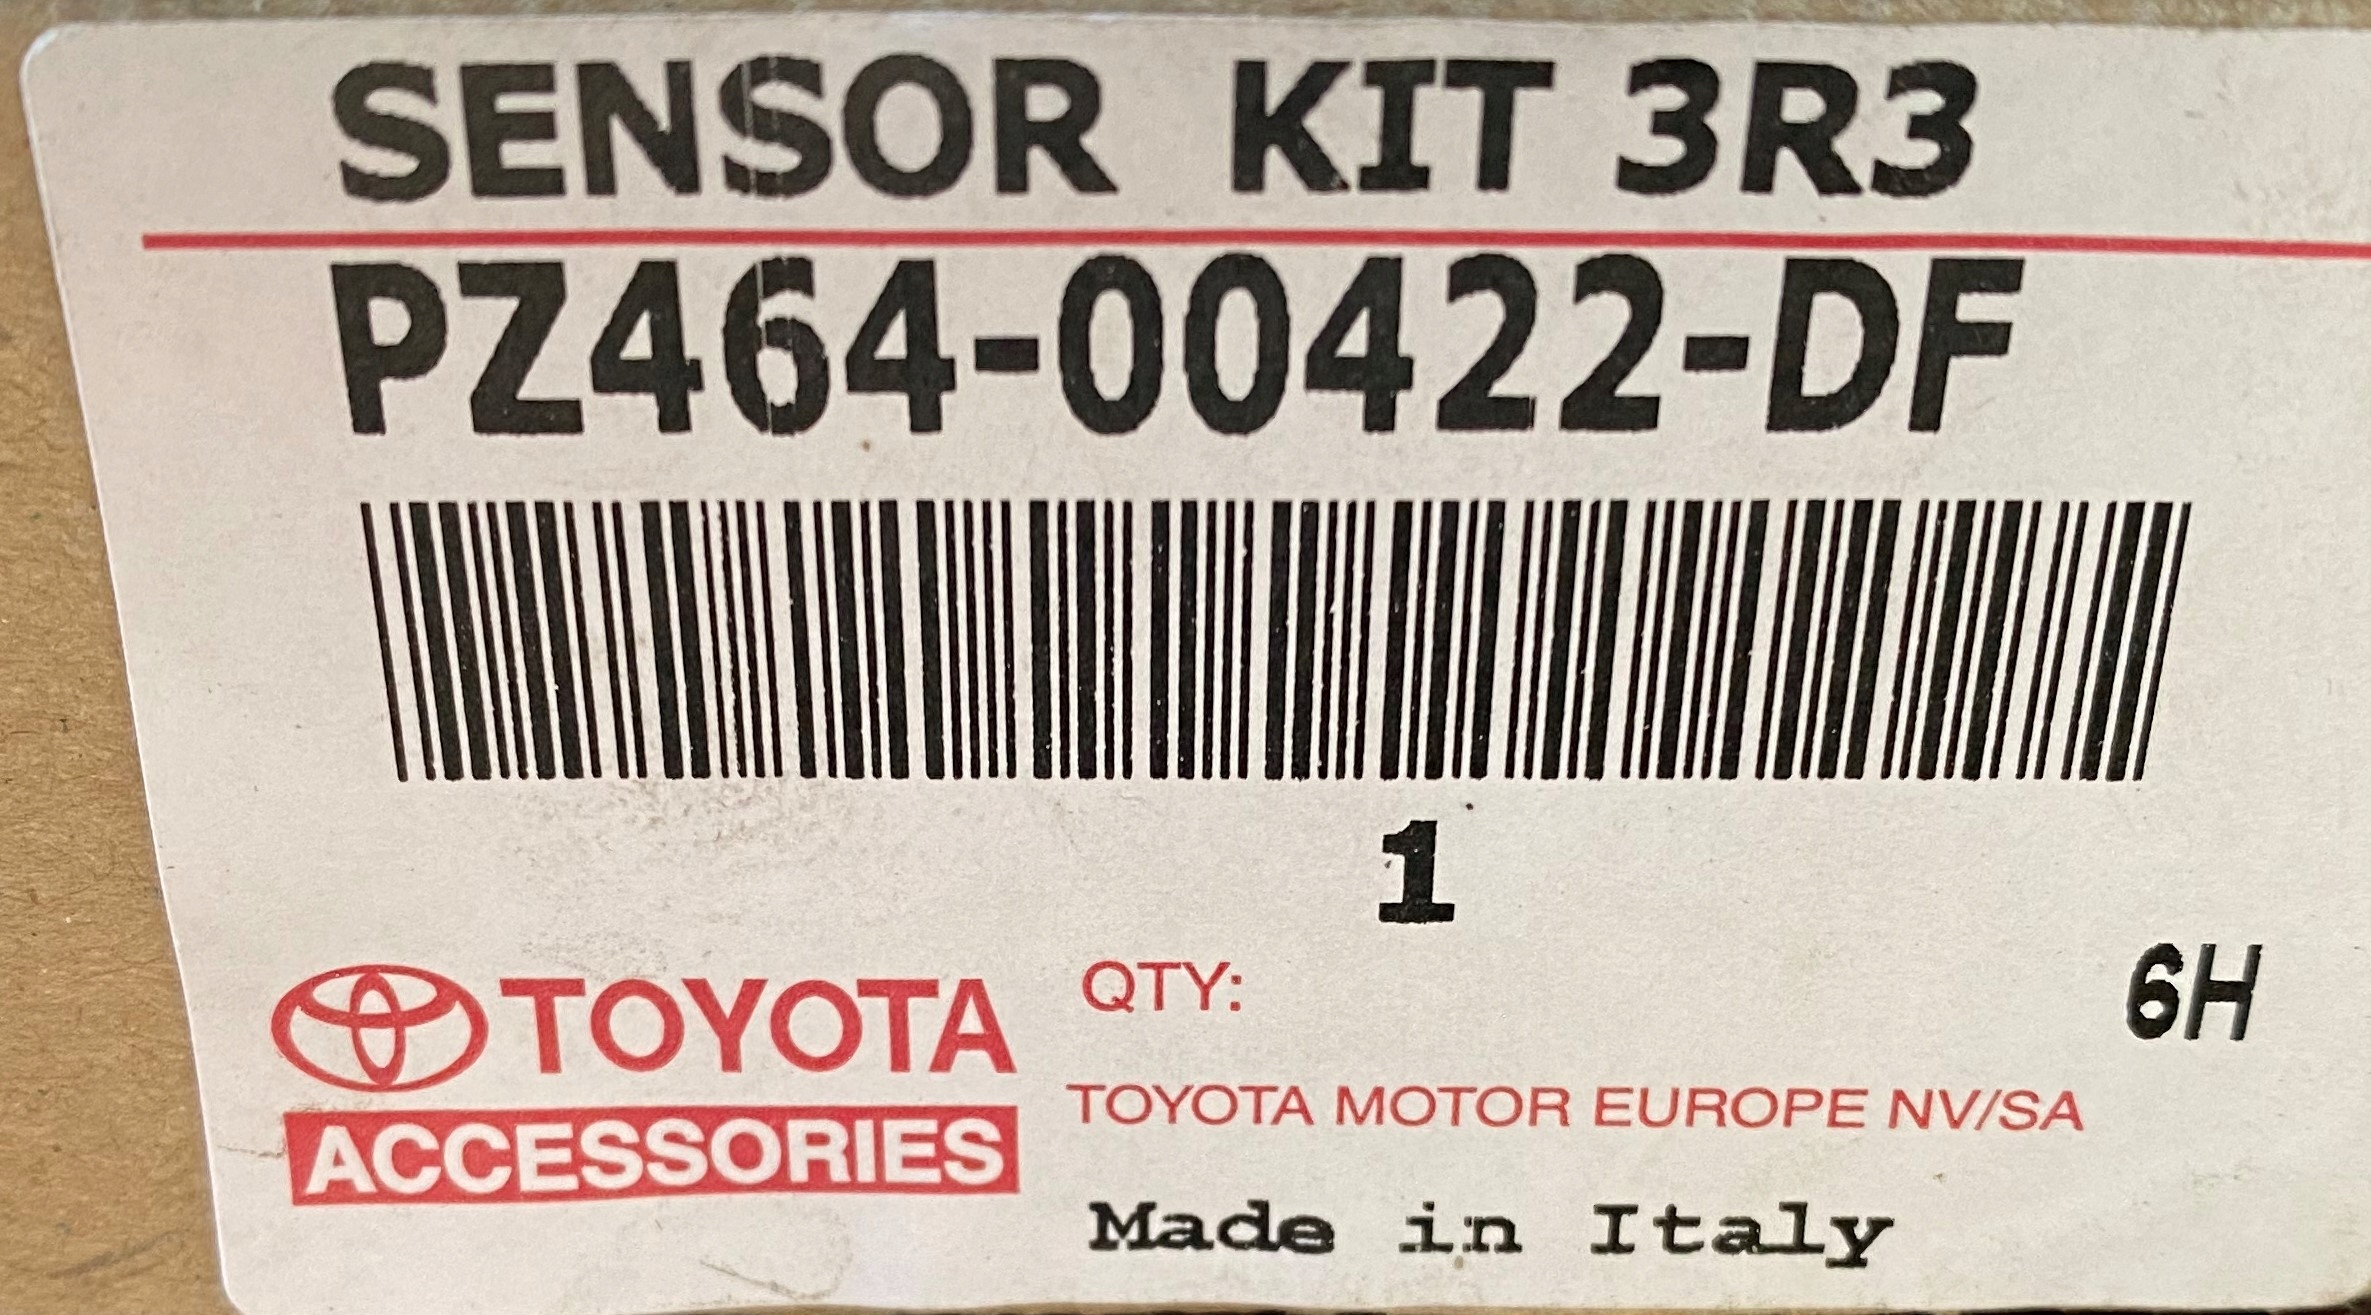 SENSOR KIT 3R3
PZ464-00422-DF
1
QTY:
6H
TOYOTA
ACCESSORIES
TOYOTA MOTOR EUROPE NV/SA
Made in Italy